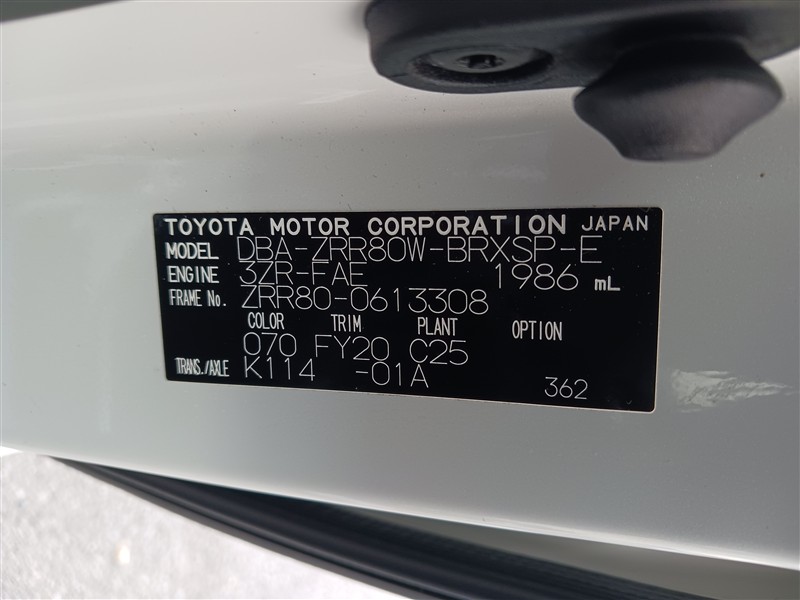 TOYOTA MOTOR CORPORATION JAPAN
MODEL DBA-ZRR80W-BRXSP-E
ENGINE 3ZR-FAE 1986 mL
FRAME No. ZRR80-0613308
COLOR TRIM PLANT OPTION
070 FY20 C25
TRANS./AXLE K114 -01A 362